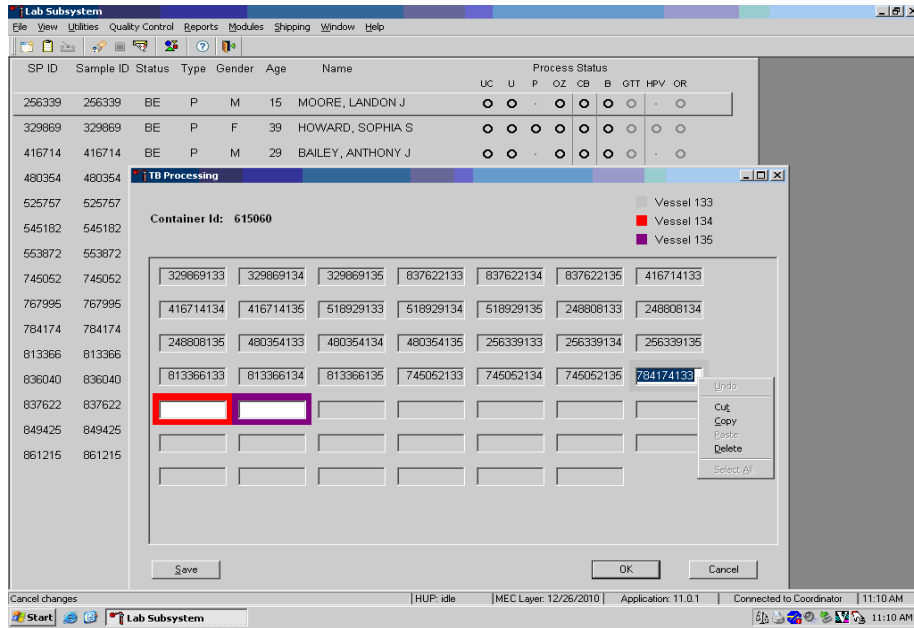 Lab Subsystem
File View Utilities Quality Control Reports Modules Shipping Window Help
SP ID Sample ID Status Type Gender Age Name Process Status
UC U P OZ CB B GTT HPV OR
256339 256339 BE P M 15 MOORE, LANDON J
329869 329869 BE P F 39 HOWARD, SOPHIA S
416714 416714 BE P M 29 BAILEY, ANTHONY J
480354 480354
525757 525757
545182 545182
553872 553872
745052 745052
767995 767995
784174 784174
813366 813366
836040 836040
837622 837622
849425 849425
861215 861215
TB Processing
Vessel 133
Vessel 134
Vessel 135
Container Id: 615060
329869133 329869134 329869135 837622133 837622134 837622135 416714133
416714134 416714135 518929133 518929134 518929135 248808133 248808134
248808135 480354133 480354134 480354135 256339133 256339134 256339135
813366133 813366134 813366135 745052133 745052134 745052135 784174133
Undo
Cut
Copy
Paste
Delete
Select All
Save OK Cancel
Cancel changes HUP: idle MEC Layer: 12/26/2010 Application: 11.0.1 Connected to Coordinator 11:10 AM
Start Lab Subsystem 11:10 AM